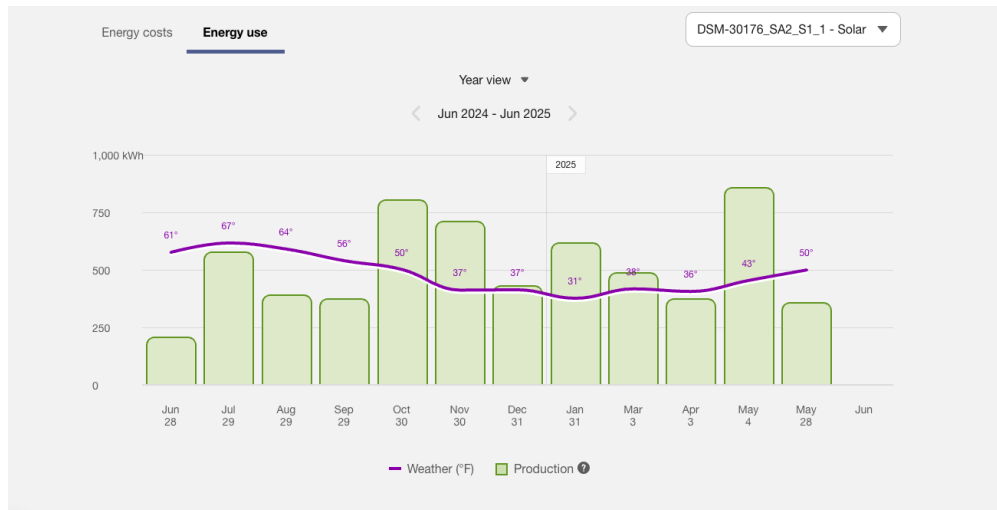 Energy costs Energy use DSM-30176_SA2_S1_1 - Solar
Year view
Jun 2024 - Jun 2025
1,000 kWh
2025
750
500
250
0
61° 67° 64° 56° 50° 37° 37° 31° 38° 36° 43° 50°
Jun Jul Aug Sep Oct Nov Dec Jan Mar Apr May May Jun
28 29 29 29 30 30 31 31 3 3 4 28
Weather (°F) Production ?